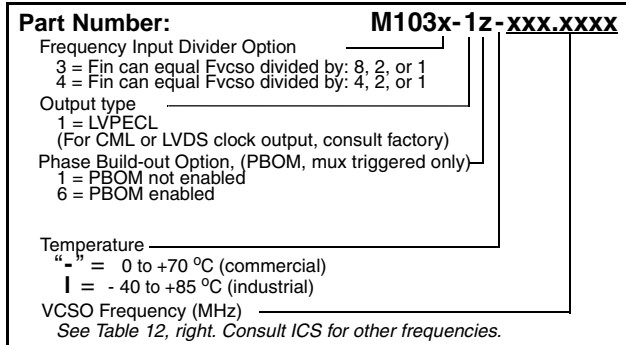 Part Number: M103x-1z-xxx.xxxx
Frequency Input Divider Option
3 = Fin can equal Fvcso divided by: 8, 2, or 1
4 = Fin can equal Fvcso divided by: 4, 2, or 1
Output type
1 = LVPECL
(For CML or LVDS clock output, consult factory)
Phase Build-out Option, (PBOM, mux triggered only)
1 = PBOM not enabled
6 = PBOM enabled
Temperature
“-” = 0 to +70 ºC (commercial)
I = - 40 to +85 ºC (industrial)
VCSO Frequency (MHz)
See Table 12, right. Consult ICS for other frequencies.